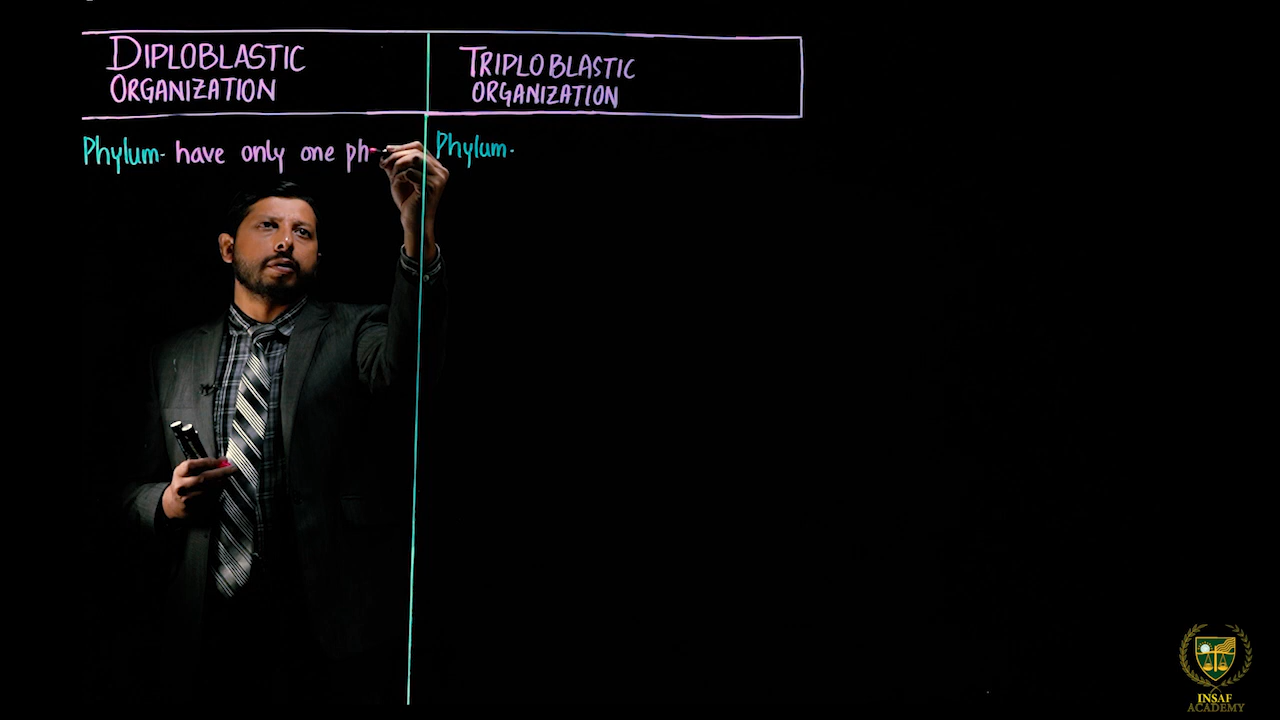 DIPLOBLASTIC
ORGANIZATION
TRIPLOBLASTIC
ORGANIZATION
Phylum- have only one ph
Phylum-
INSAF
ACADEMY